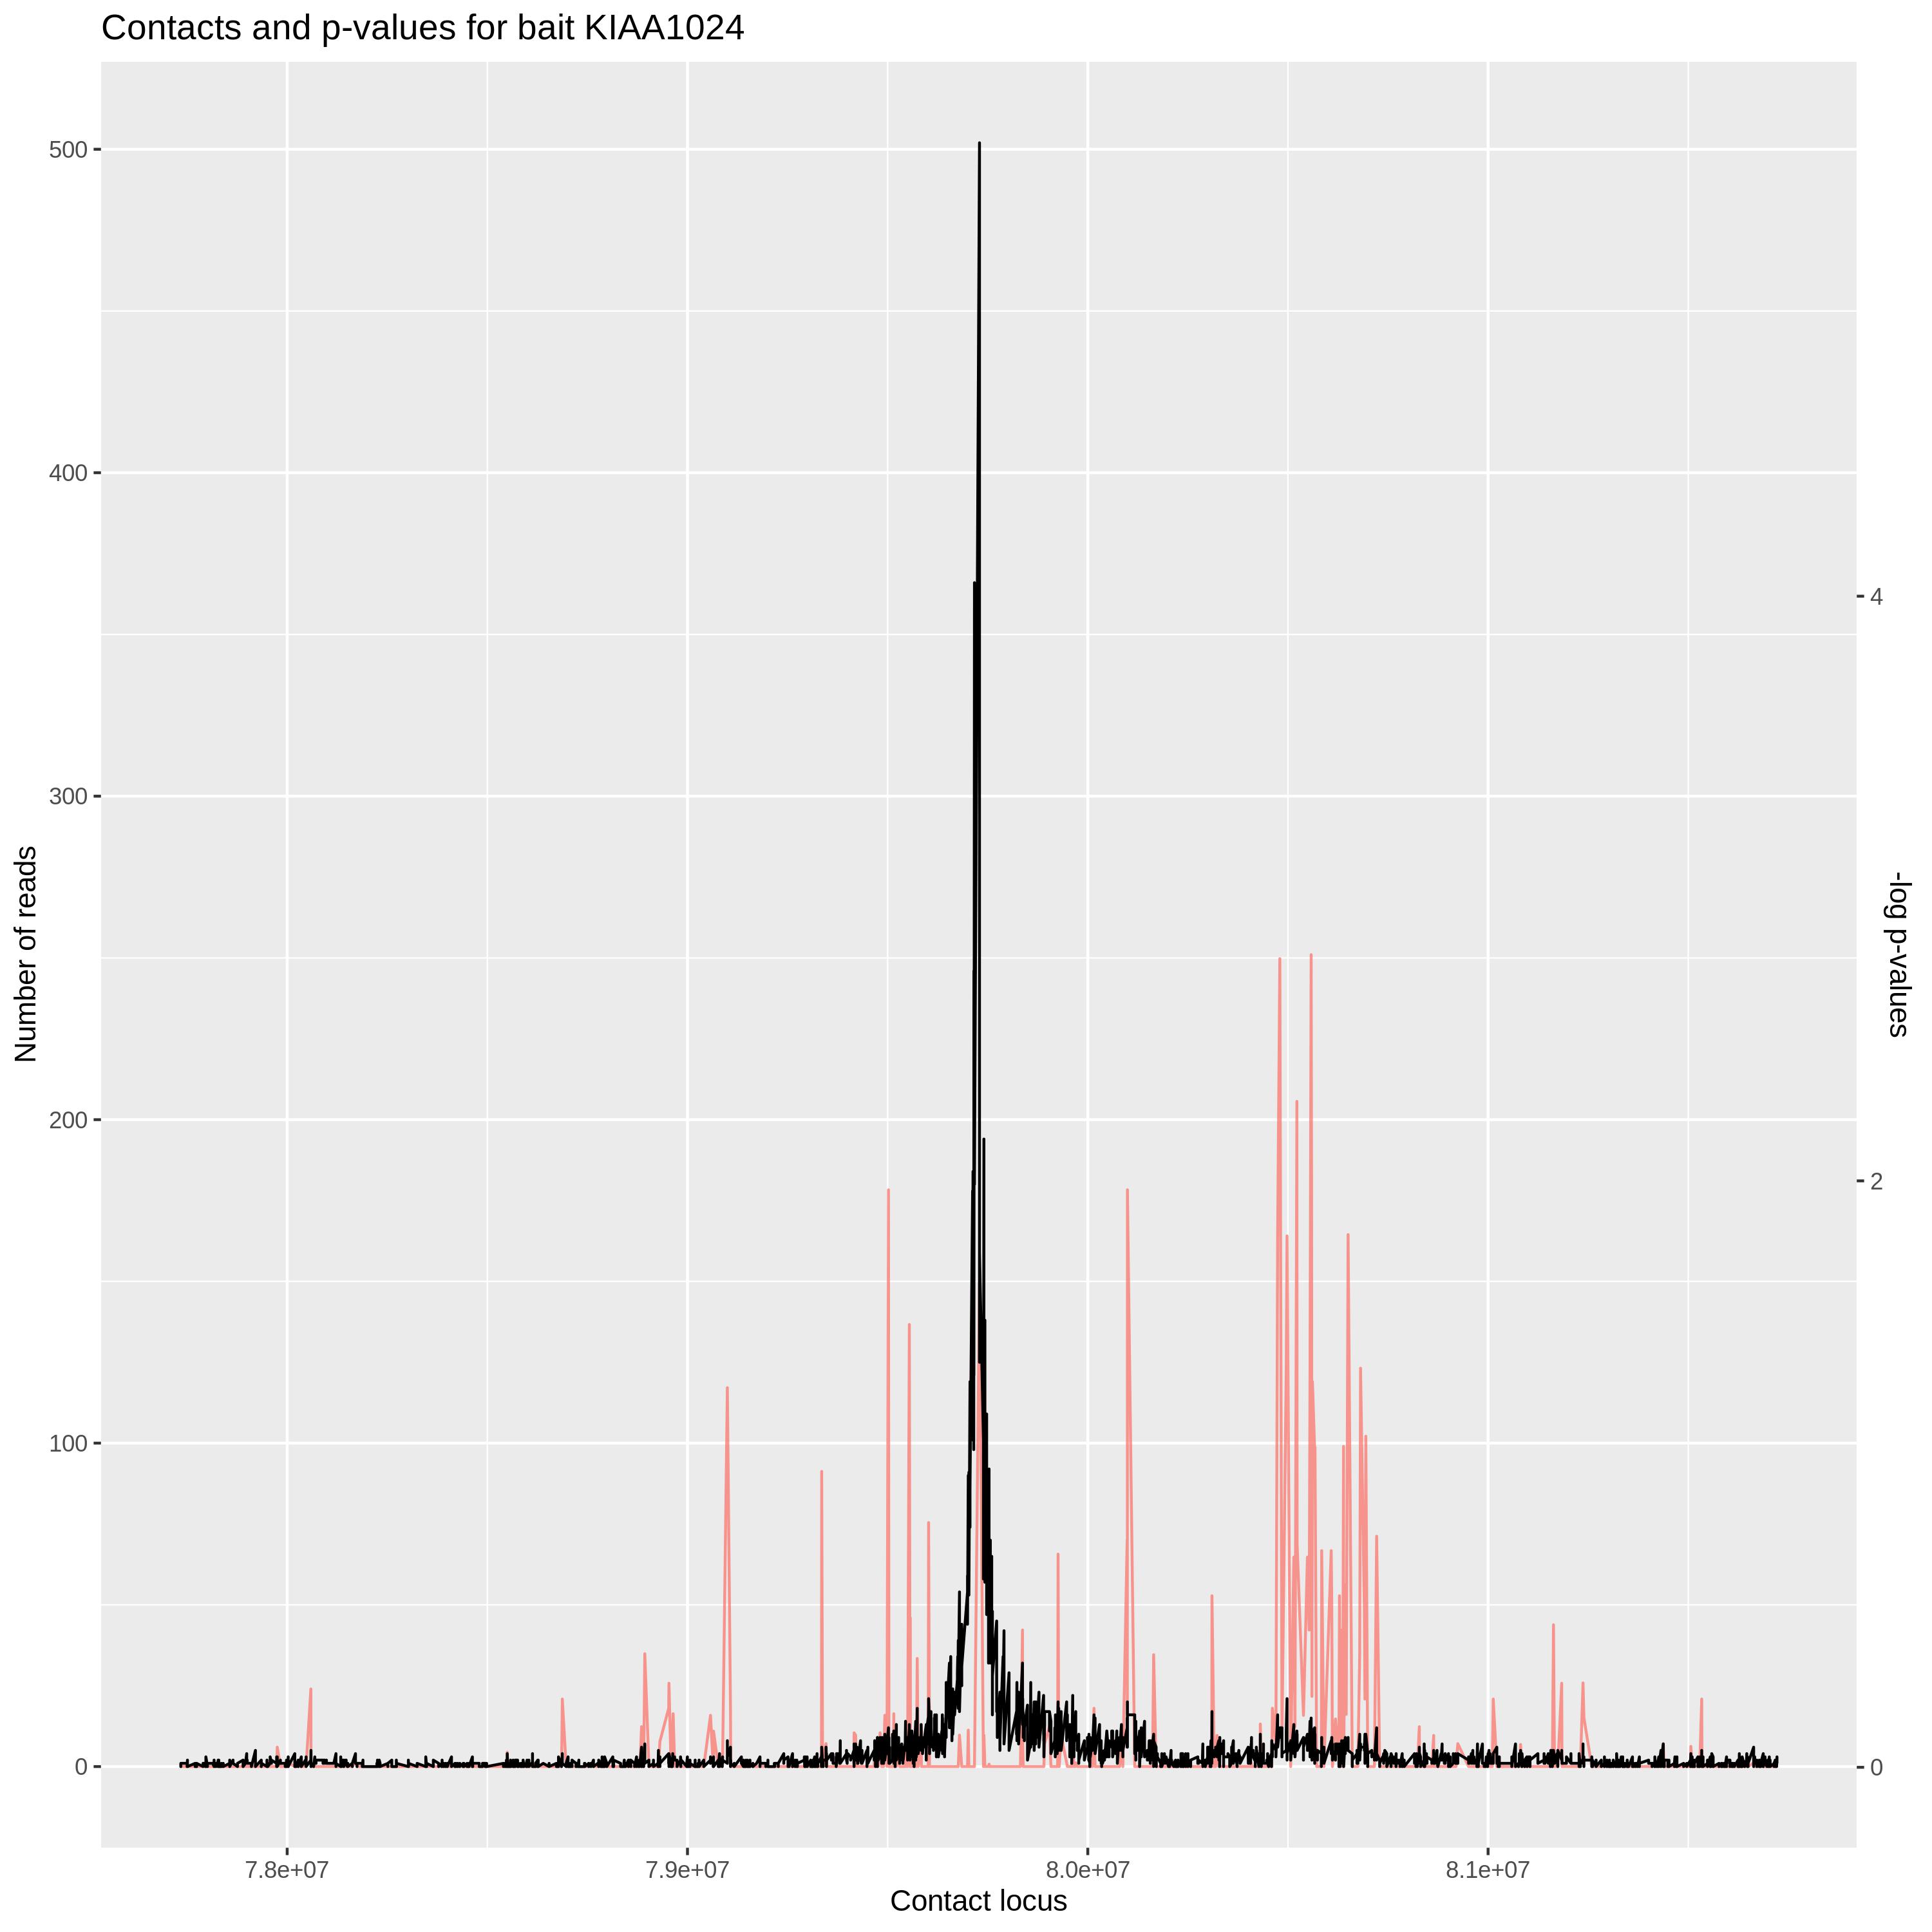 Contacts and p-values for bait KIAA1024
500
400
300
200
100
0
Number of reads
4
2
0
-log p-values
7.8e+07
7.9e+07
8.0e+07
8.1e+07
Contact locus